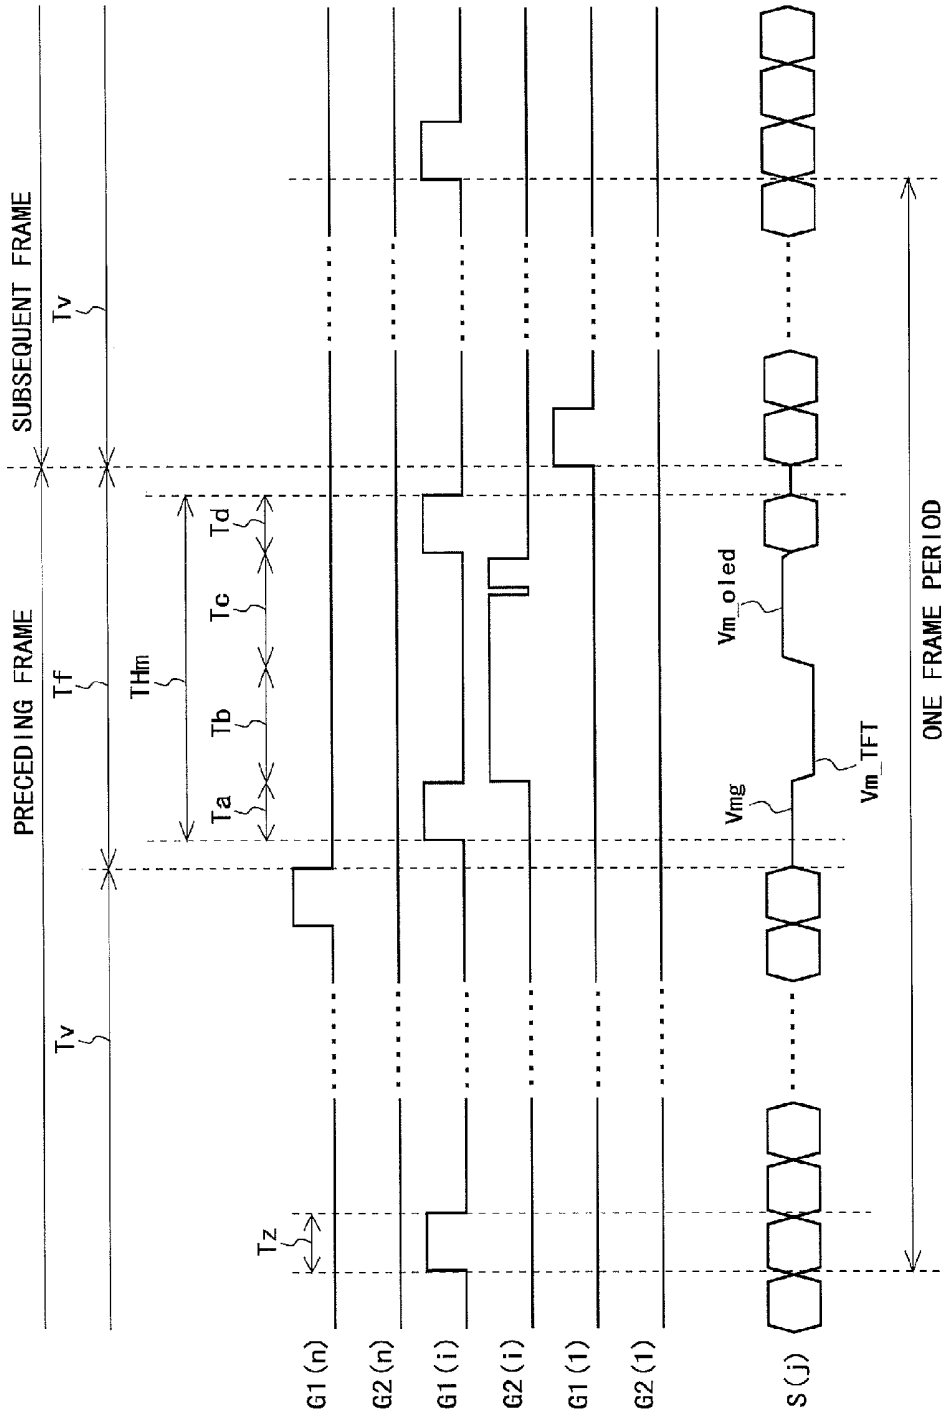 PRECEDING FRAME
SUBSEQUENT FRAME
Tv
Tf
Tv
THm
Ta
Tb
Tc
Td
Tz
G1(n)
G2(n)
G1(i)
G2(i)
G1(1)
G2(1)
S(j)
Vmg
Vm_TFT
Vm_oled
ONE FRAME PERIOD